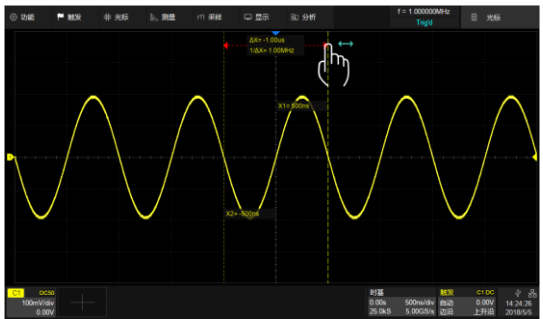 功能 触发 光标 测量 采样 显示 分析 f = 1.000000MHz 光标
Trig'd
ΔX= -1.00us
1/ΔX= 1.00MHz
X1= 500ns
X2= -500ns
C1 DC50
100mV/div
0.00V
时基
0.00s 500ns/div
25.0kS 5.00GS/s
触发 C1 DC
自动 0.00V
边沿 上升沿
14:24:26
2018/5/5